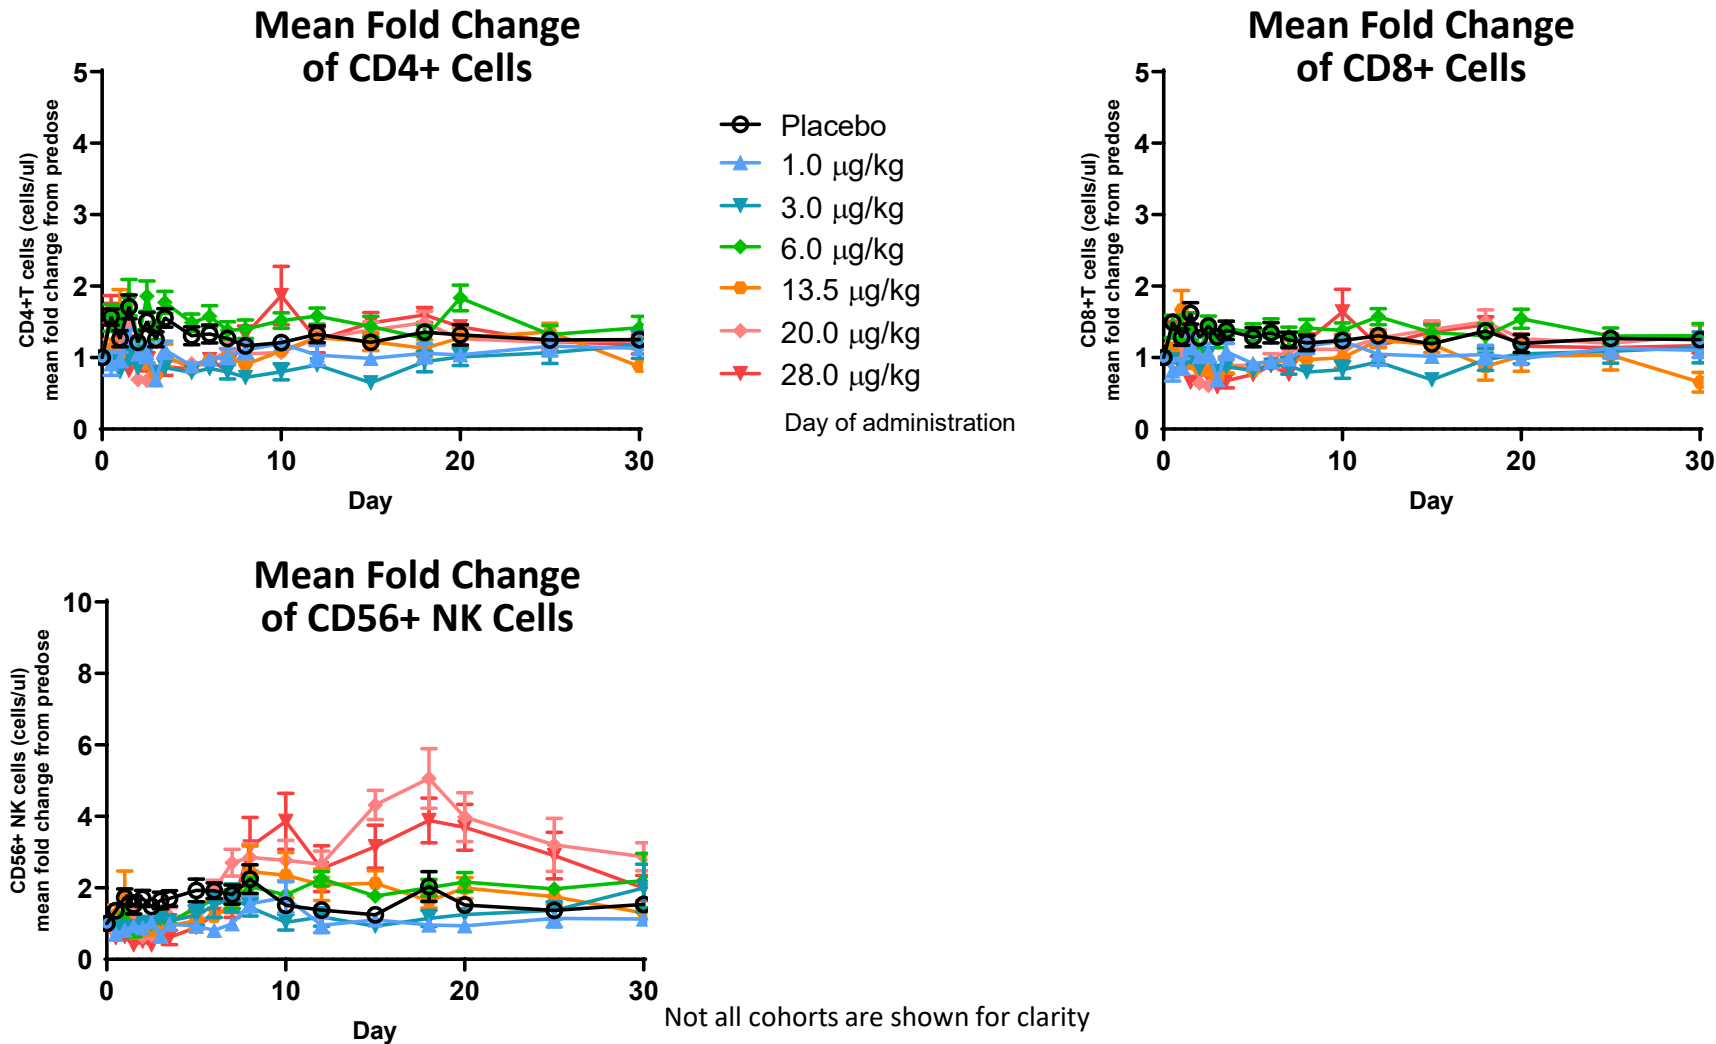 Mean Fold Change
of CD4+ Cells
CD4+T cells (cells/ul)
mean fold change from predose
5
4
3
2
1
0
0
10
20
30
Day
Placebo
1.0 μg/kg
3.0 μg/kg
6.0 μg/kg
13.5 μg/kg
20.0 μg/kg
28.0 μg/kg
Day of administration
Mean Fold Change
of CD8+ Cells
CD8+T cells (cells/ul)
mean fold change from predose
5
4
3
2
1
0
0
10
20
30
Day
Mean Fold Change
of CD56+ NK Cells
CD56+ NK cells (cells/ul)
mean fold change from predose
10
8
6
4
2
0
0
10
20
30
Day
Not all cohorts are shown for clarity